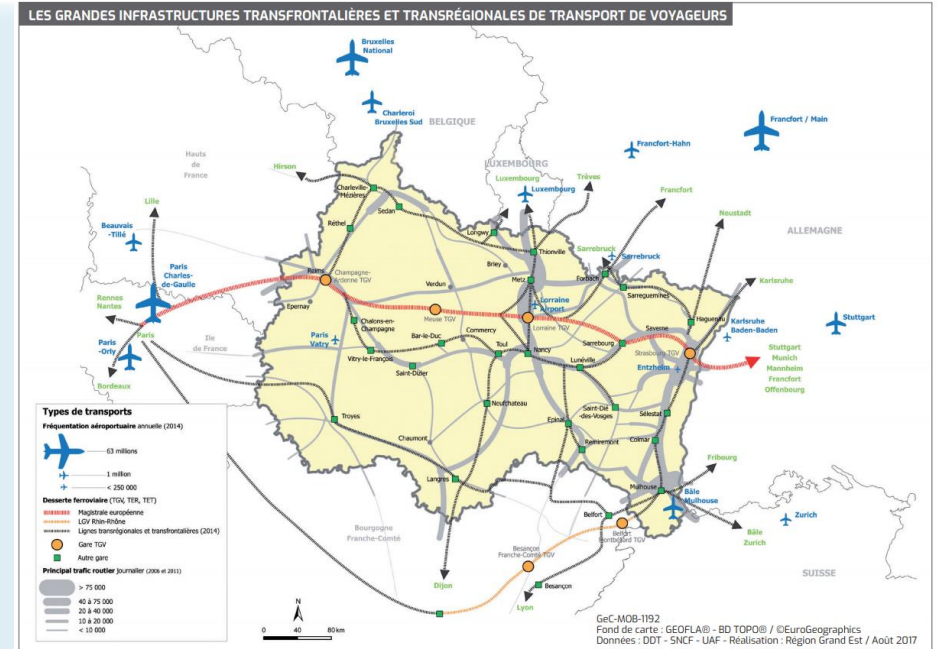 LES GRANDES INFRASTRUCTURES TRANSFRONTALIÈRES ET TRANSRÉGIONALES DE TRANSPORT DE VOYAGEURS
Bruxelles
National
Charleroi
Bruxelles Sud
BELGIQUE
Francfort / Main
Francfort-Hahn
Hauts
de
France
Hirson
LUXEMBOURG
Luxembourg
Luxembourg
Trèves
Francfort
Neustadt
Charleville-
Mézières
Sedan
Lille
Réthel
Longwy
Thionville
ALLEMAGNE
Beauvais
-Tillé
Sarrebruck
Sarrebruck
Briey
Forbach
Metz
Sarreguemines
Karlsruhe
Paris
Charles-
de-Gaulle
Reims
Champagne-
Ardenne TGV
Verdun
Rennes
Nantes
Epernay
Meuse TGV
Lorraine
Airport
Lorraine TGV
Haguenau
Chalons-en-
Champagne
Commercy
Saverne
Karlsruhe
Baden-Baden
Stuttgart
Paris
Ile
de France
Paris
Vatry
Bar-le-Duc
Toul
Nancy
Sarrebourg
Strasbourg TGV
Paris
-Orly
Vitry-le-François
Saint-Dizier
Lunéville
Entzheim
Stuttgart
Munich
Mannheim
Francfort
Offenbourg
Bordeaux
Neufchateau
Saint-Dié
-des-Vosges
Sélestat
Troyes
Epinal
Chaumont
Remiremont
Colmar
Langres
Fribourg
Mulhouse
Bâle
Mulhouse
Bourgogne
Franche-Comté
Belfort
Belfort
Montbéliard TGV
Zurich
Bâle
Zurich
Besançon
Franche-Comté TGV
SUISSE
Dijon
Besançon
Lyon
Types de transports
Fréquentation aéroportuaire annuelle (2014)
63 millions
1 million
< 250 000
Desserte ferroviaire (TGV, TER, TET)
Magistrale européenne
LGV Rhin-Rhône
Lignes transrégionales et transfrontalières (2014)
Gare TGV
Autre gare
Principal trafic routier journalier (2006 et 2011)
> 75 000
40 à 75 000
20 à 40 000
10 à 20 000
< 10 000
N
0 40 80 km
GeC-MOB-1192
Fond de carte : GEOFLA® - BD TOPO® / ©EuroGeographics
Données : DDT - SNCF - UAF - Réalisation : Région Grand Est / Août 2017